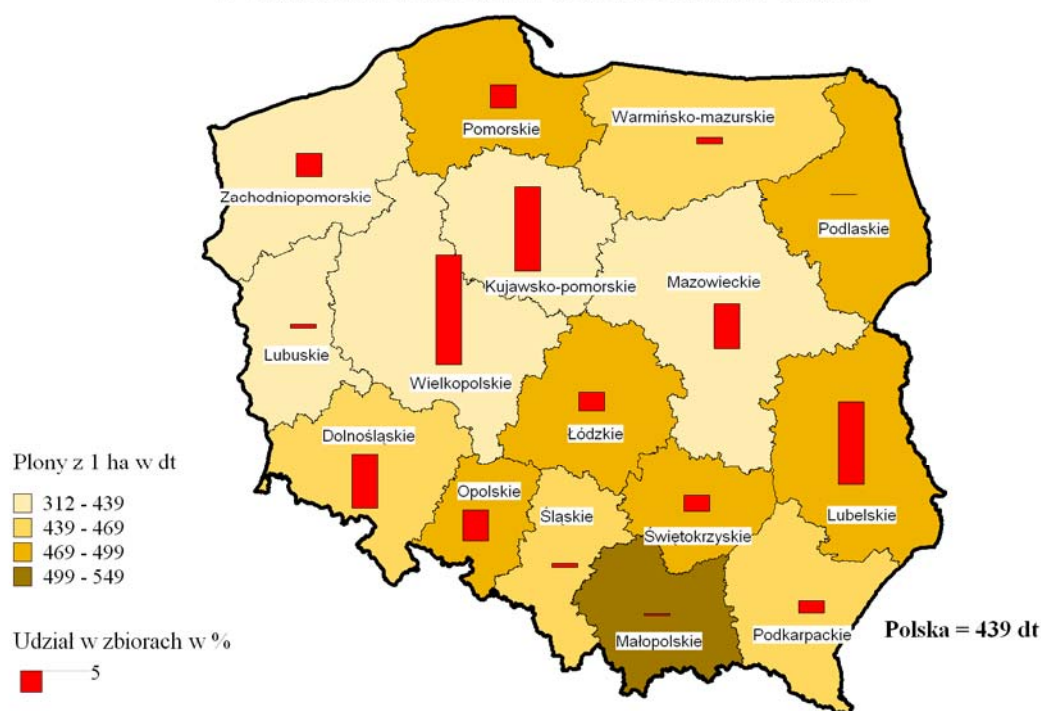 Pomorskie
Warmińsko-mazurskie
Zachodniopomorskie
Podlaskie
Kujawsko-pomorskie
Mazowieckie
Lubuskie
Wielkopolskie
Dolnośląskie
Łódzkie
Opolskie
Śląskie
Świętokrzyskie
Lubelskie
Małopolskie
Podkarpackie
Polska = 439 dt
Plony z 1 ha w dt
312 - 439
439 - 469
469 - 499
499 - 549
Udział w zbiorach w %
5